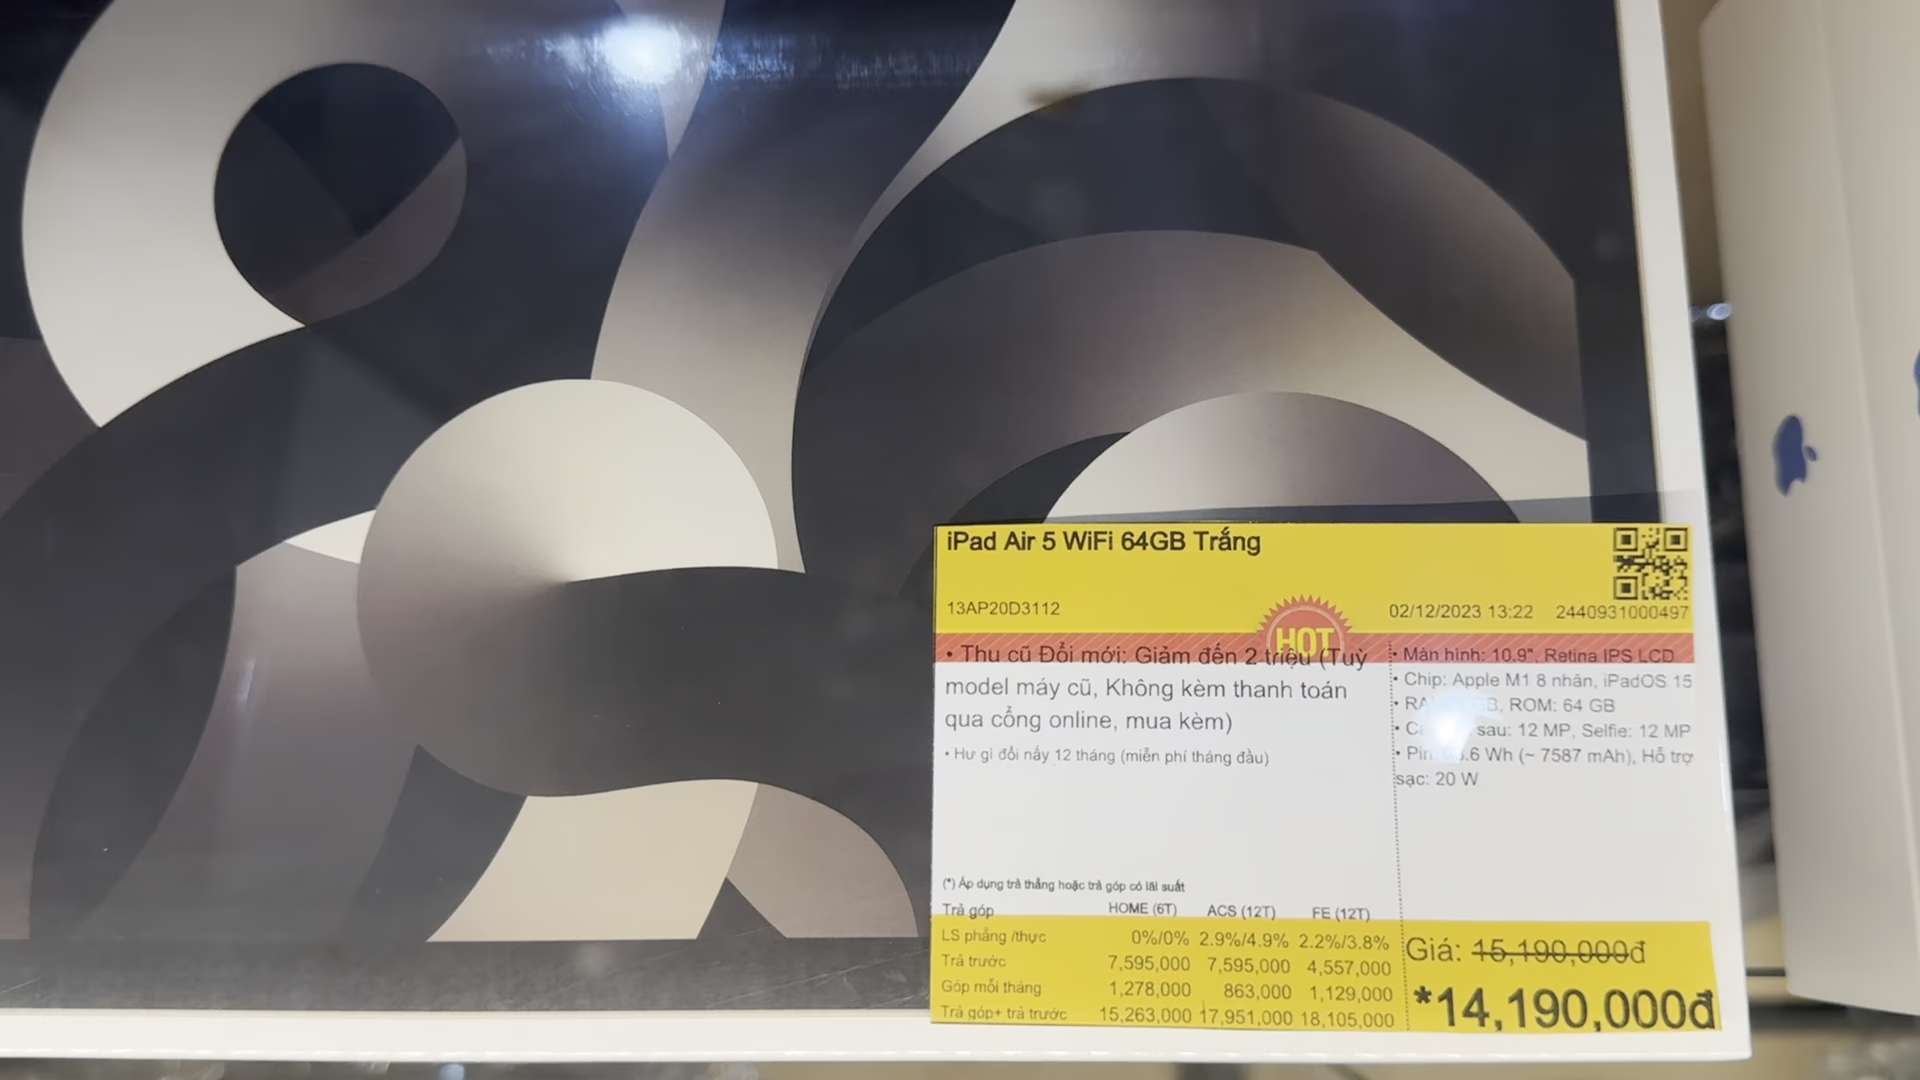 iPad Air 5 WiFi 64GB Trắng
13AP20D3112
02/12/2023 13:22 2440931000497
HOT
• Thu cũ Đổi mới: Giảm đến 2 triệu (Tuỳ
model máy cũ, Không kèm thanh toán
qua cổng online, mua kèm)
• Hư gì đổi nấy 12 tháng (miễn phí tháng đầu)
• Màn hình: 10.9", Retina IPS LCD
• Chip: Apple M1 8 nhân, iPadOS 15
ROM: 64 GB
sau: 12 MP, Selfie: 12 MP
• Pin: Wh (~ 7587 mAh), Hỗ trợ
sạc: 20 W
(*) Áp dụng trả thẳng hoặc trả góp có lãi suất
Trả góp HOME (6T) ACS (12T) FE (12T)
LS phẳng /thực 0%/0% 2.9%/4.9% 2.2%/3.8%
Trả trước 7,595,000 7,595,000 4,557,000
Góp mỗi tháng 1,278,000 863,000 1,129,000
Trả góp+ trả trước 15,263,000 17,951,000 18,105,000
Giá: 15,190,000đ
*14,190,000đ